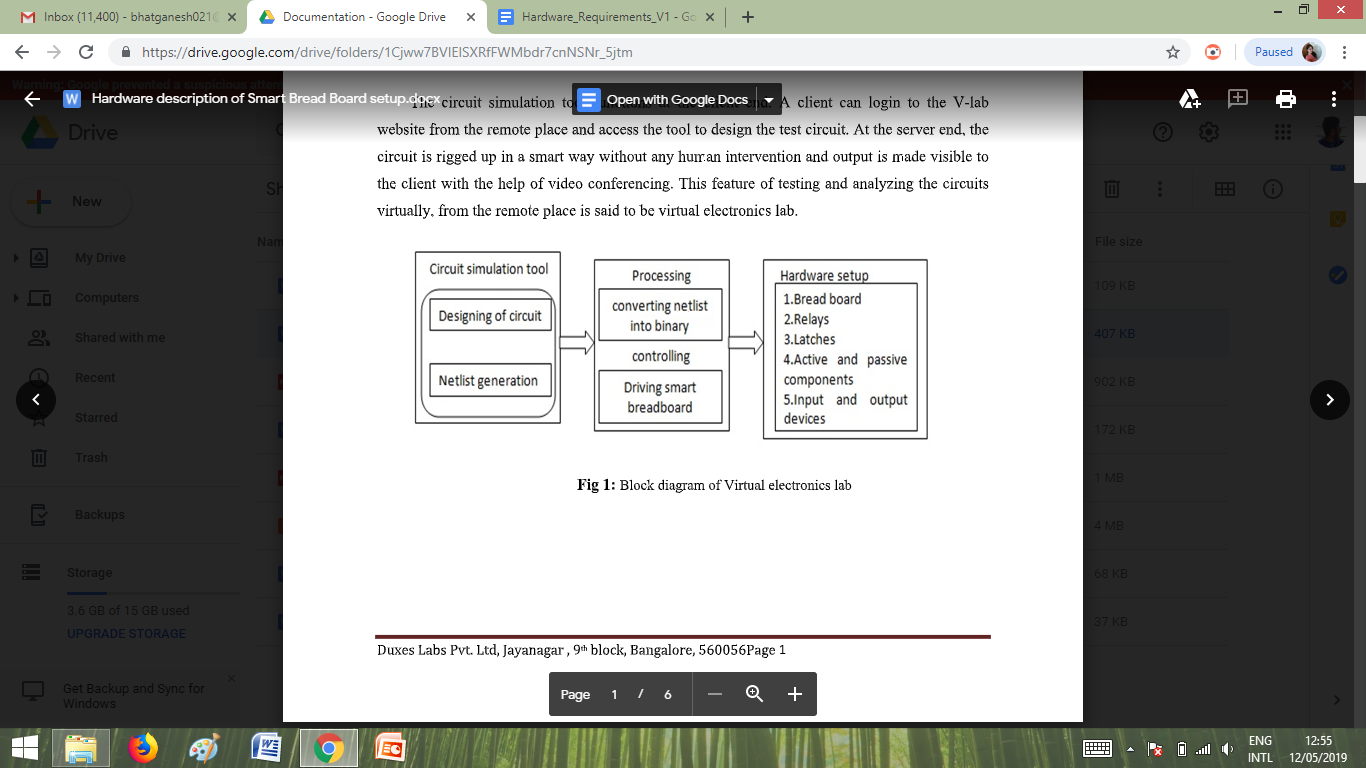 Inbox (11,400) - bhatganesh021
Documentation - Google Drive
Hardware_Requirements_V1 - Go
https://drive.google.com/drive/folders/1Cjww7BVlEISXRfFWMbdr7cnNSNr_5jtm
Paused
Warning: Google prevented a suspicious
Hardware description of Smart Bread Board setup.docx
Open with Google Docs
Drive
The circuit simulation end. A client can login to the V-lab
website from the remote place and access the tool to design the test circuit. At the server end, the
circuit is rigged up in a smart way without any human intervention and output is made visible to
the client with the help of video conferencing. This feature of testing and analyzing the circuits
virtually, from the remote place is said to be virtual electronics lab.
Circuit simulation tool
Designing of circuit
Netlist generation
Processing
converting netlist
into binary
controlling
Driving smart
breadboard
Hardware setup
1.Bread board
2.Relays
3.Latches
4.Active and passive
components
5.Input and output
devices
Fig 1: Block diagram of Virtual electronics lab
Duxes Labs Pvt. Ltd, Jayanagar , 9th block, Bangalore, 560056Page 1
Page 1 / 6
New
My Drive
Computers
Shared with me
Recent
Starred
Trash
Backups
Storage
3.6 GB of 15 GB used
UPGRADE STORAGE
Get Backup and Sync for
Windows
Sh
Nam
File size
109 KB
407 KB
902 KB
172 KB
1 MB
4 MB
68 KB
37 KB
ENG
INTL
12:55
12/05/2019